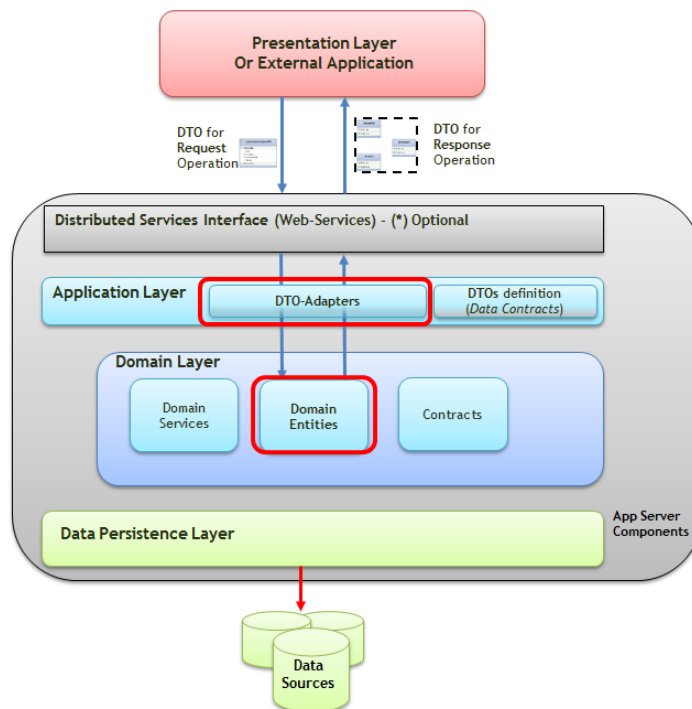 Presentation Layer
Or External Application
DTO for
Request
Operation
DTO for
Response
Operation
Distributed Services Interface (Web-Services) - (*) Optional
Application Layer
DTO-Adapters
DTOs definition
(Data Contracts)
Domain Layer
Domain
Services
Domain
Entities
Contracts
Data Persistence Layer
App Server
Components
Data
Sources